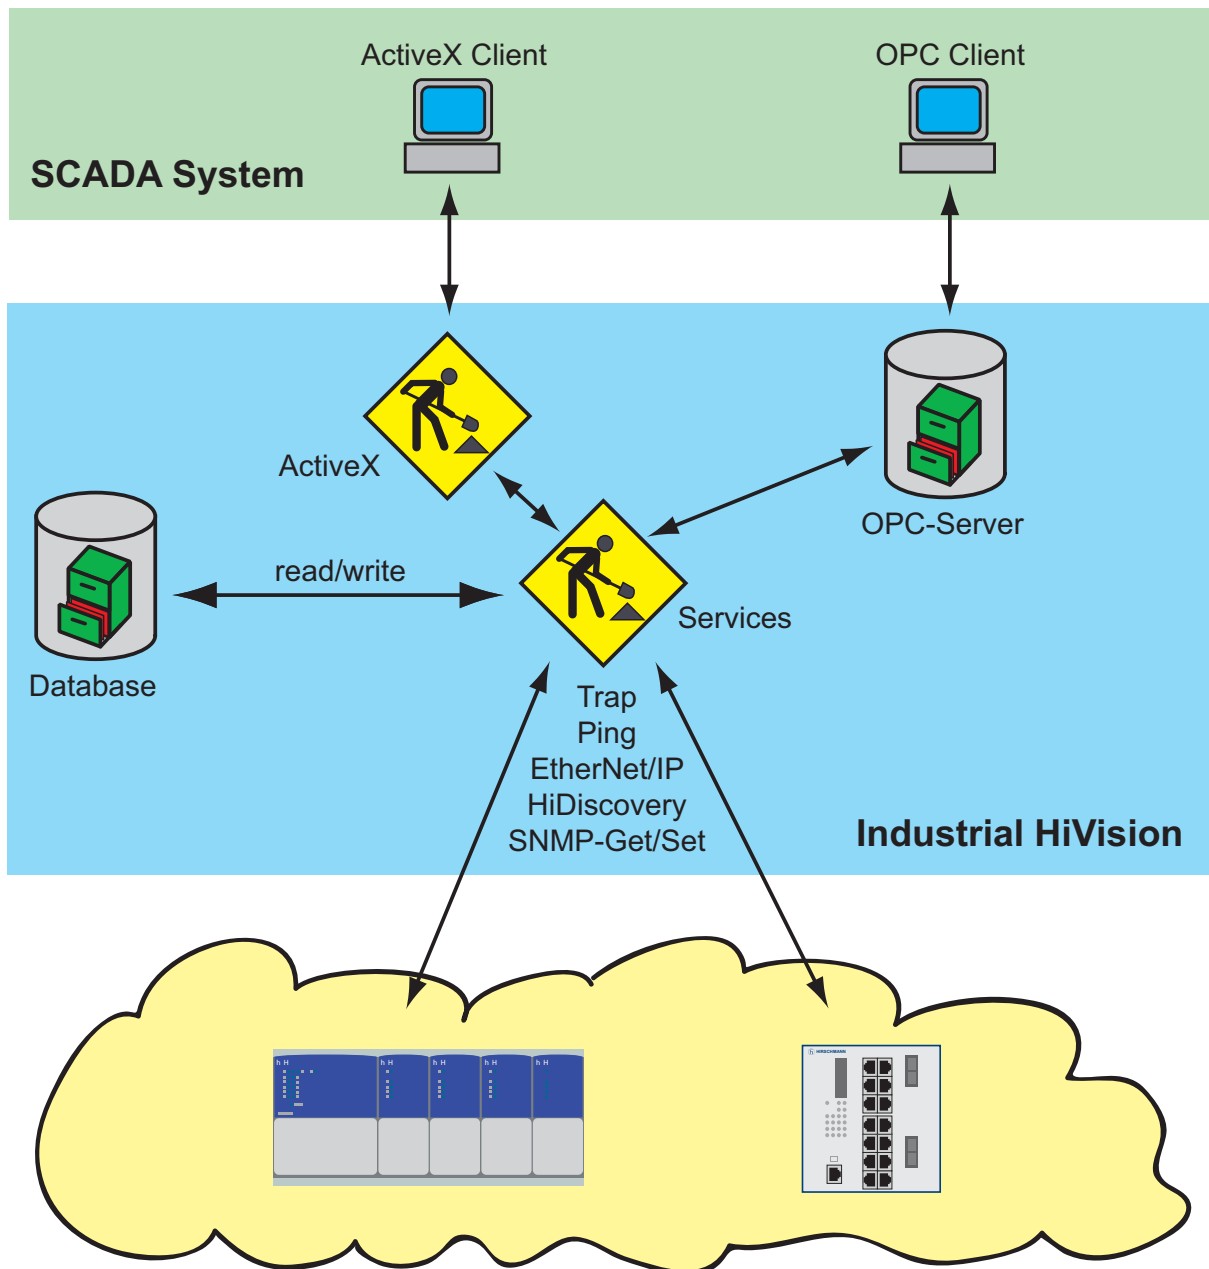 ActiveX Client
OPC Client
SCADA System
ActiveX
OPC-Server
read/write
Services
Database
Trap
Ping
EtherNet/IP
HiDiscovery
SNMP-Get/Set
Industrial HiVision
h H
h H
h H
h H
h H
HIRSCHMANN